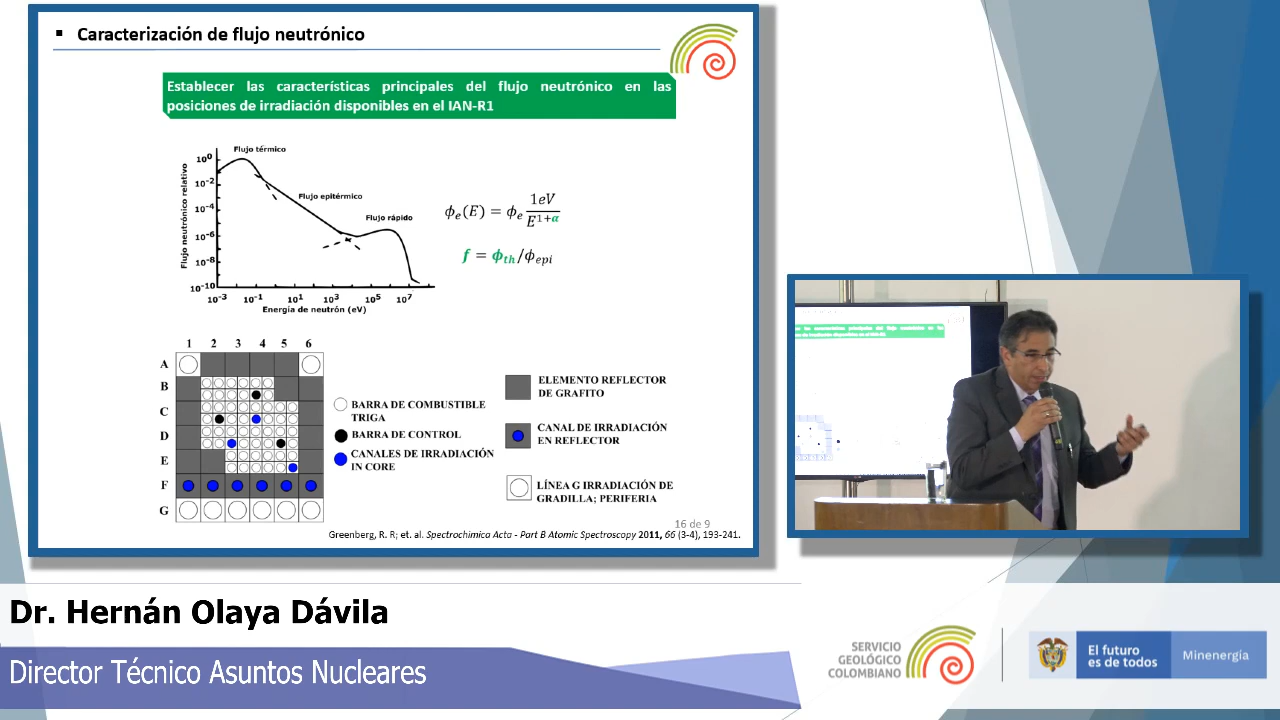 ▪ Caracterización de flujo neutrónico
Establecer las características principales del flujo neutrónico en las
posiciones de irradiación disponibles en el IAN-R1
Flujo térmico
Flujo epitérmico
Flujo rápido
Flujo neutrónico relativo
10⁰
10⁻²
10⁻⁴
10⁻⁶
10⁻⁸
10⁻¹⁰
10⁻³ 10⁻¹ 10¹ 10³ 10⁵ 10⁷
Energía de neutrón (eV)
ϕₑ(E) = ϕₑ 1eV / E^(1+α)
f = ϕ_th/ϕ_epi
1 2 3 4 5 6
A
B
C
D
E
F
G
BARRA DE COMBUSTIBLE
TRIGA
BARRA DE CONTROL
CANALES DE IRRADIACIÓN
IN CORE
ELEMENTO REFLECTOR
DE GRAFITO
CANAL DE IRRADIACIÓN
EN REFLECTOR
LÍNEA G IRRADIACIÓN DE
GRADILLA; PERIFERIA
16 de 9
Greenberg, R. R; et. al. Spectrochimica Acta - Part B Atomic Spectroscopy 2011, 66 (3-4), 193-241.
Dr. Hernán Olaya Dávila
Director Técnico Asuntos Nucleares
SERVICIO
GEOLÓGICO
COLOMBIANO
El futuro
es de todos
Minenergía